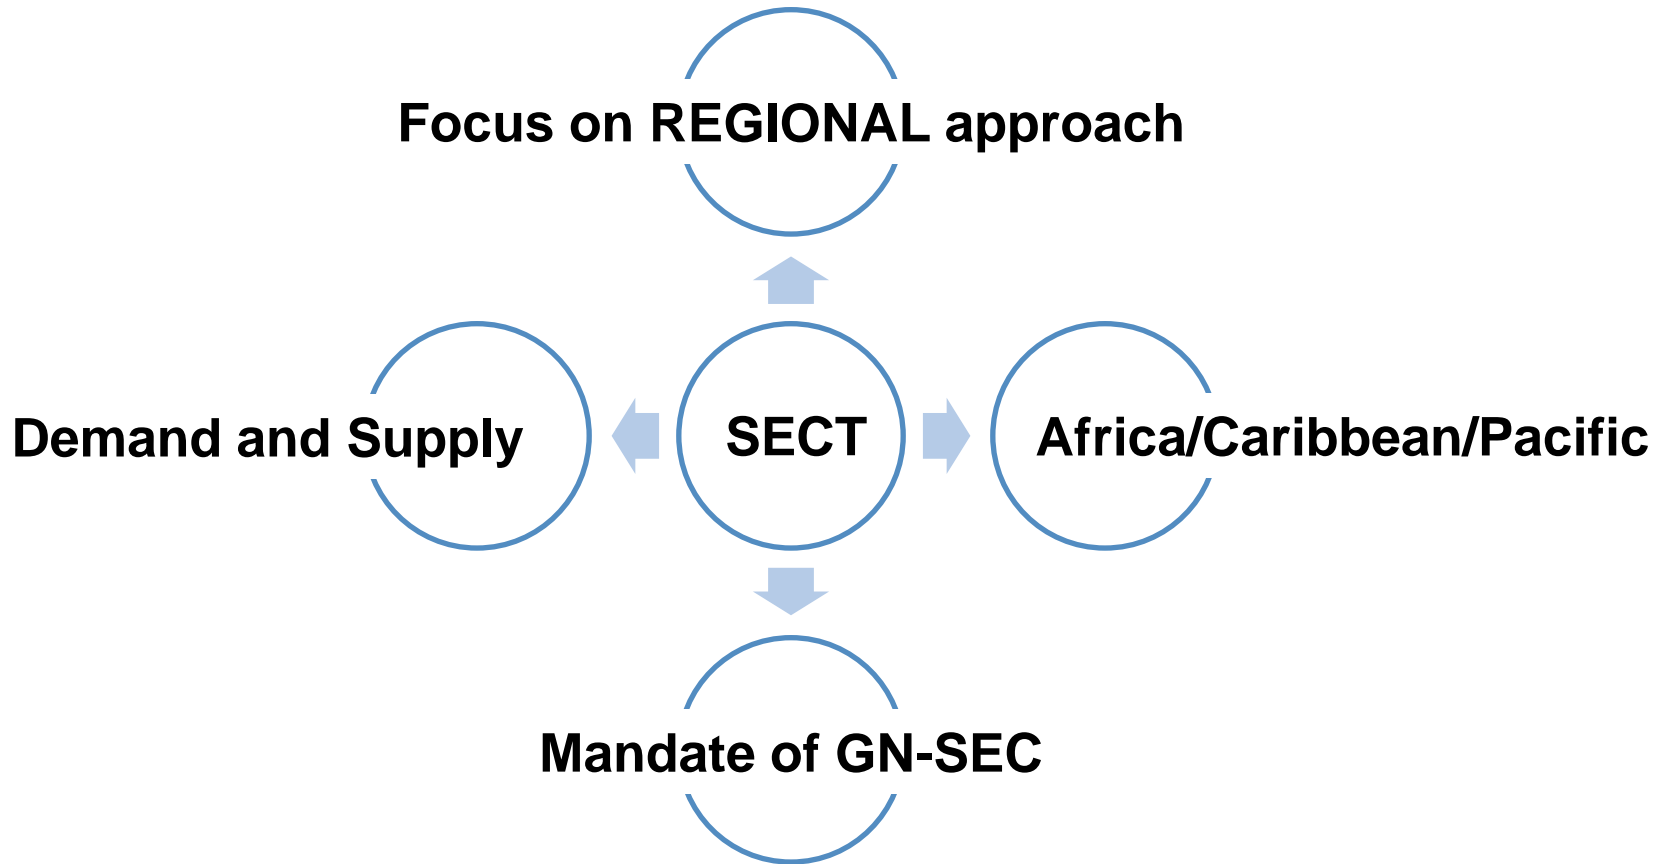 Focus on REGIONAL approach
Demand and Supply
SECT
Africa/Caribbean/Pacific
Mandate of GN-SEC